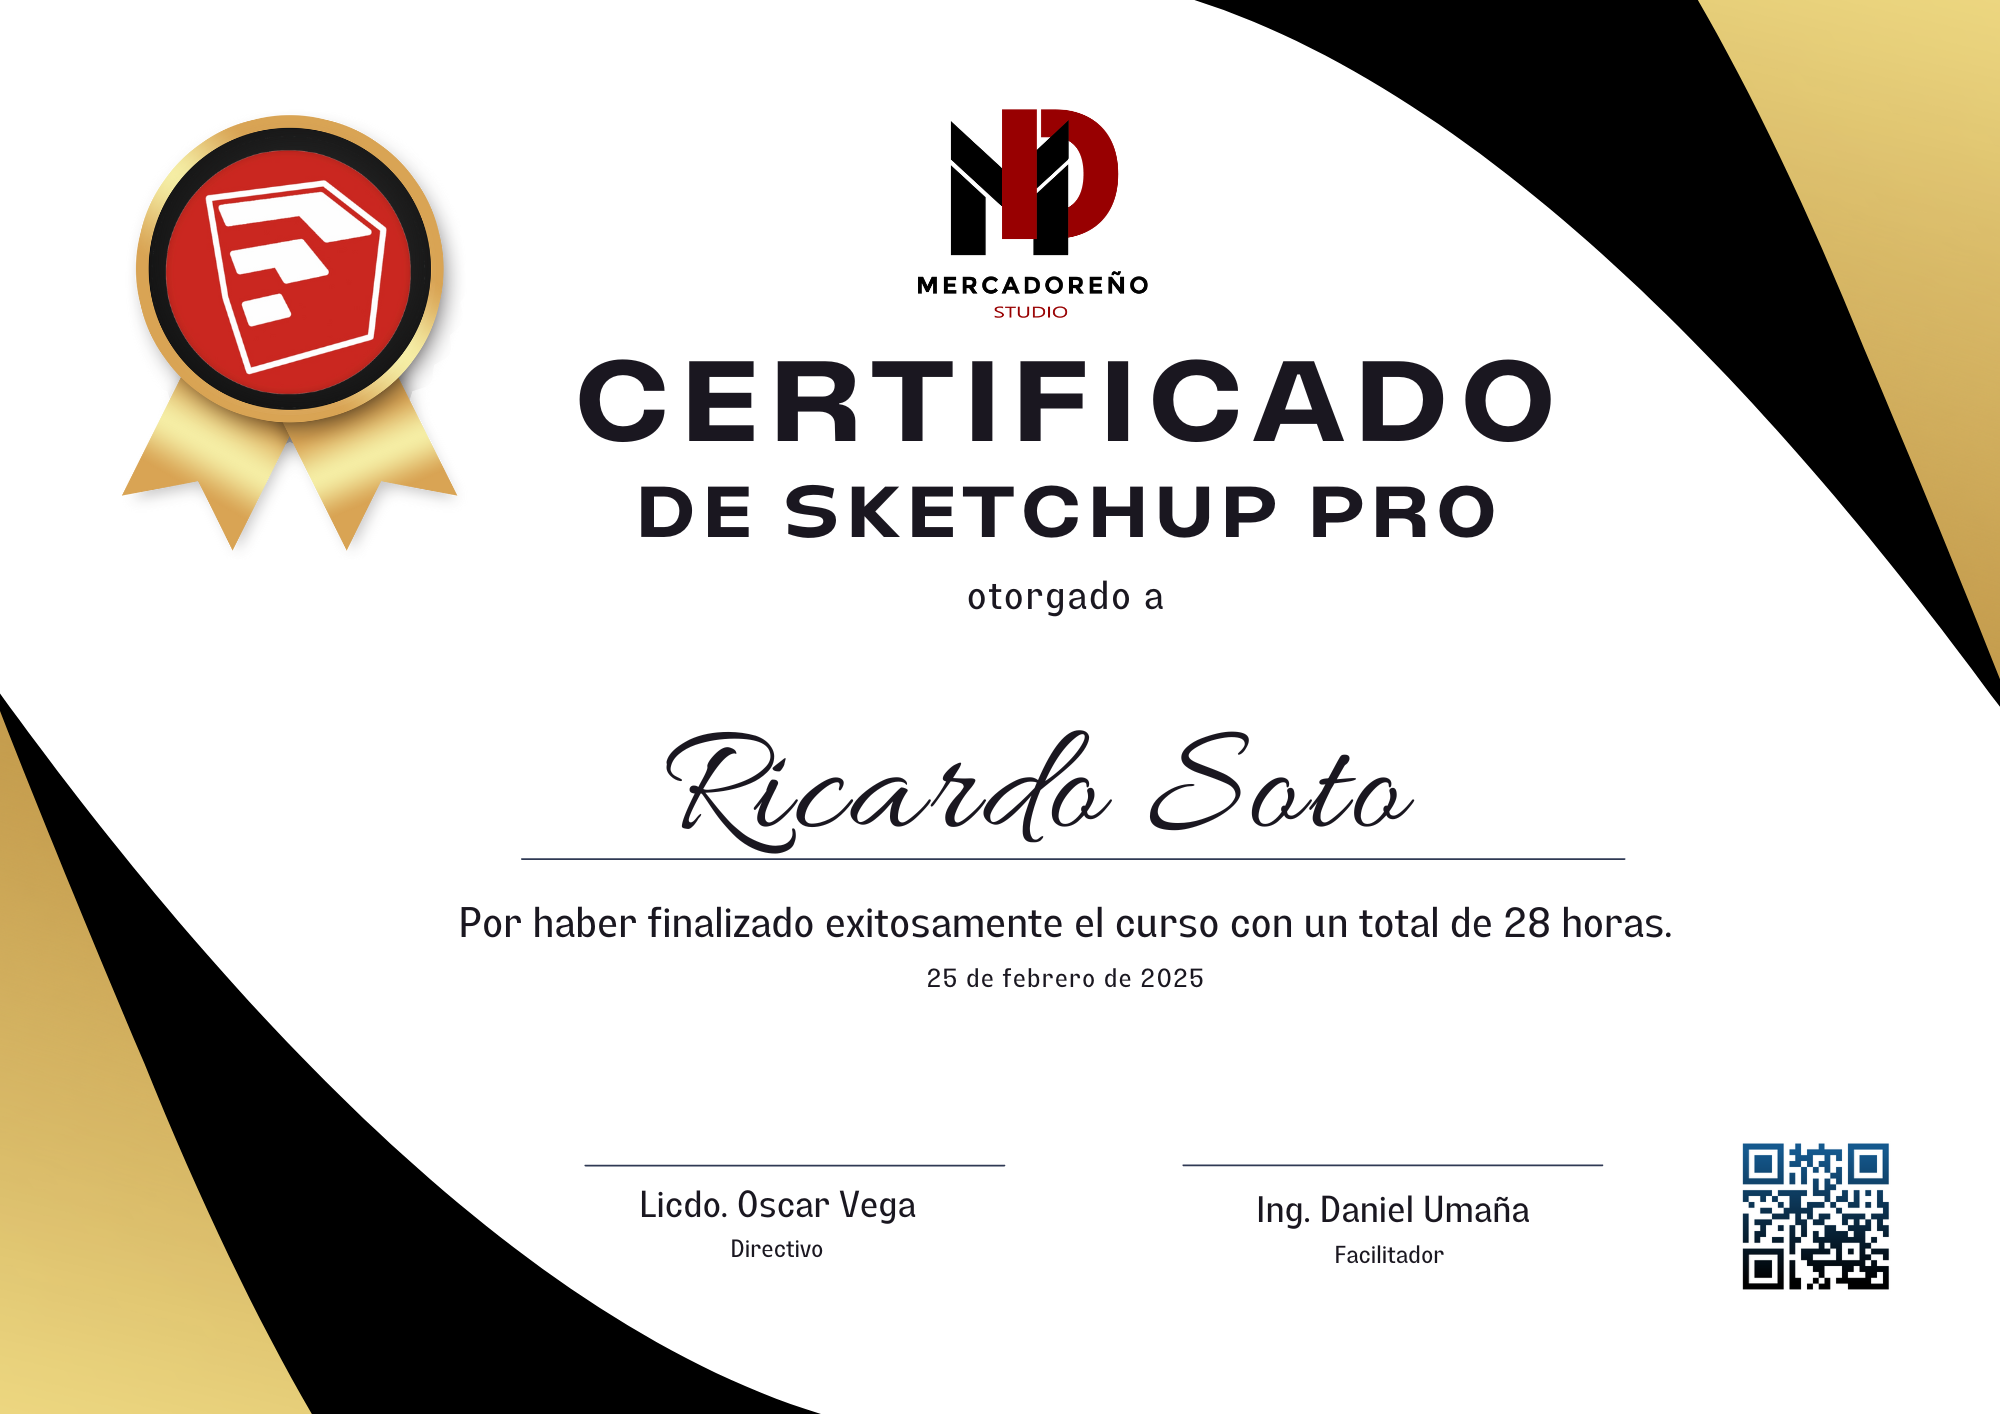 MERCADOREÑO
STUDIO
CERTIFICADO
DE SKETCHUP PRO
otorgado a
Ricardo Soto
Por haber finalizado exitosamente el curso con un total de 28 horas.
25 de febrero de 2025
Licdo. Oscar Vega
Directivo
Ing. Daniel Umaña
Facilitador